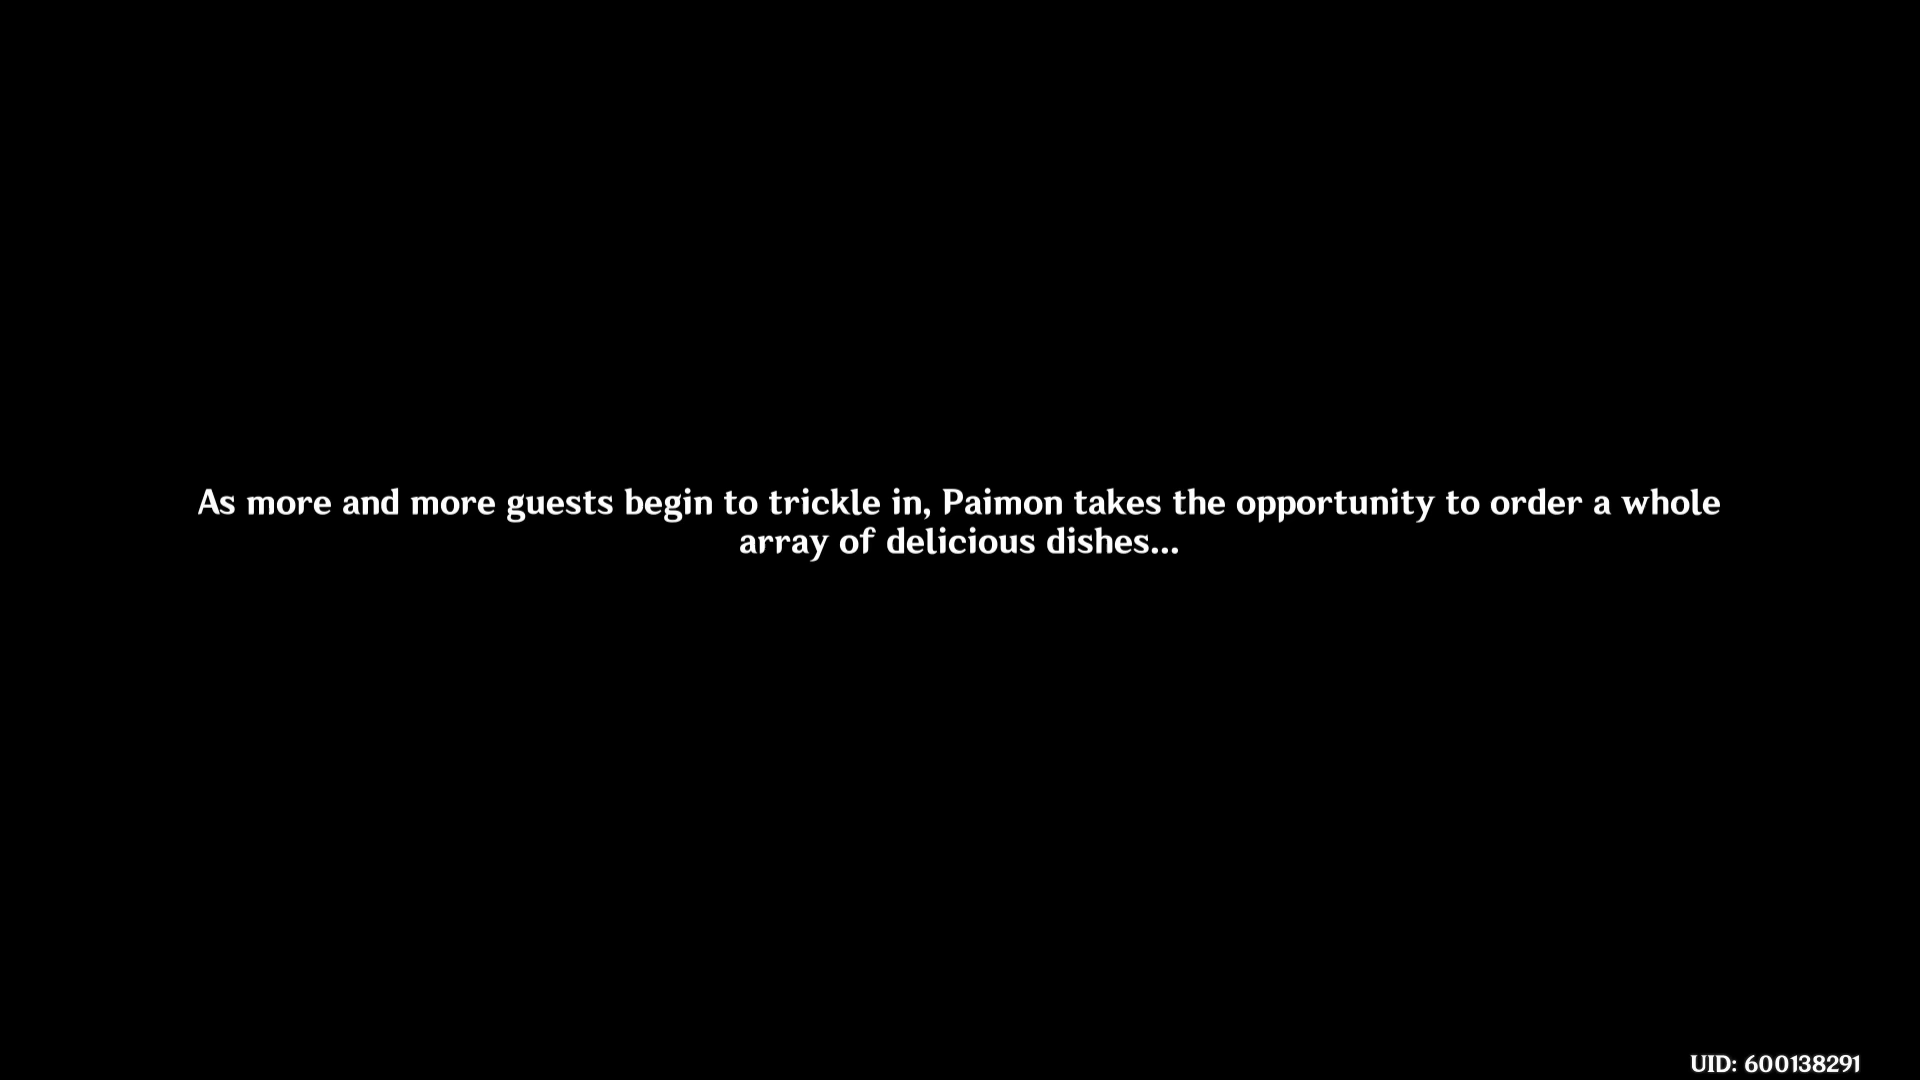 As more and more guests begin to trickle in, Paimon takes the opportunity to order a whole
array of delicious dishes...
UID: 600138291